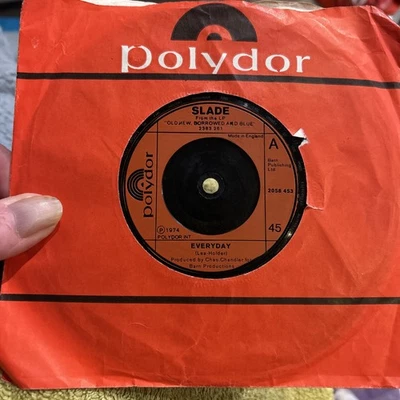 polydor
SLADE
From the LP
"OLD NEW, BORROWED AND BLUE"
2383 261
Made in England
A
Barn
Publishing
Ltd
polydor
2058 453
℗ 1974
POLYDOR INT
45
EVERYDAY
(Lea-Holder)
Produced by Chas Chandler for
Barn Productions